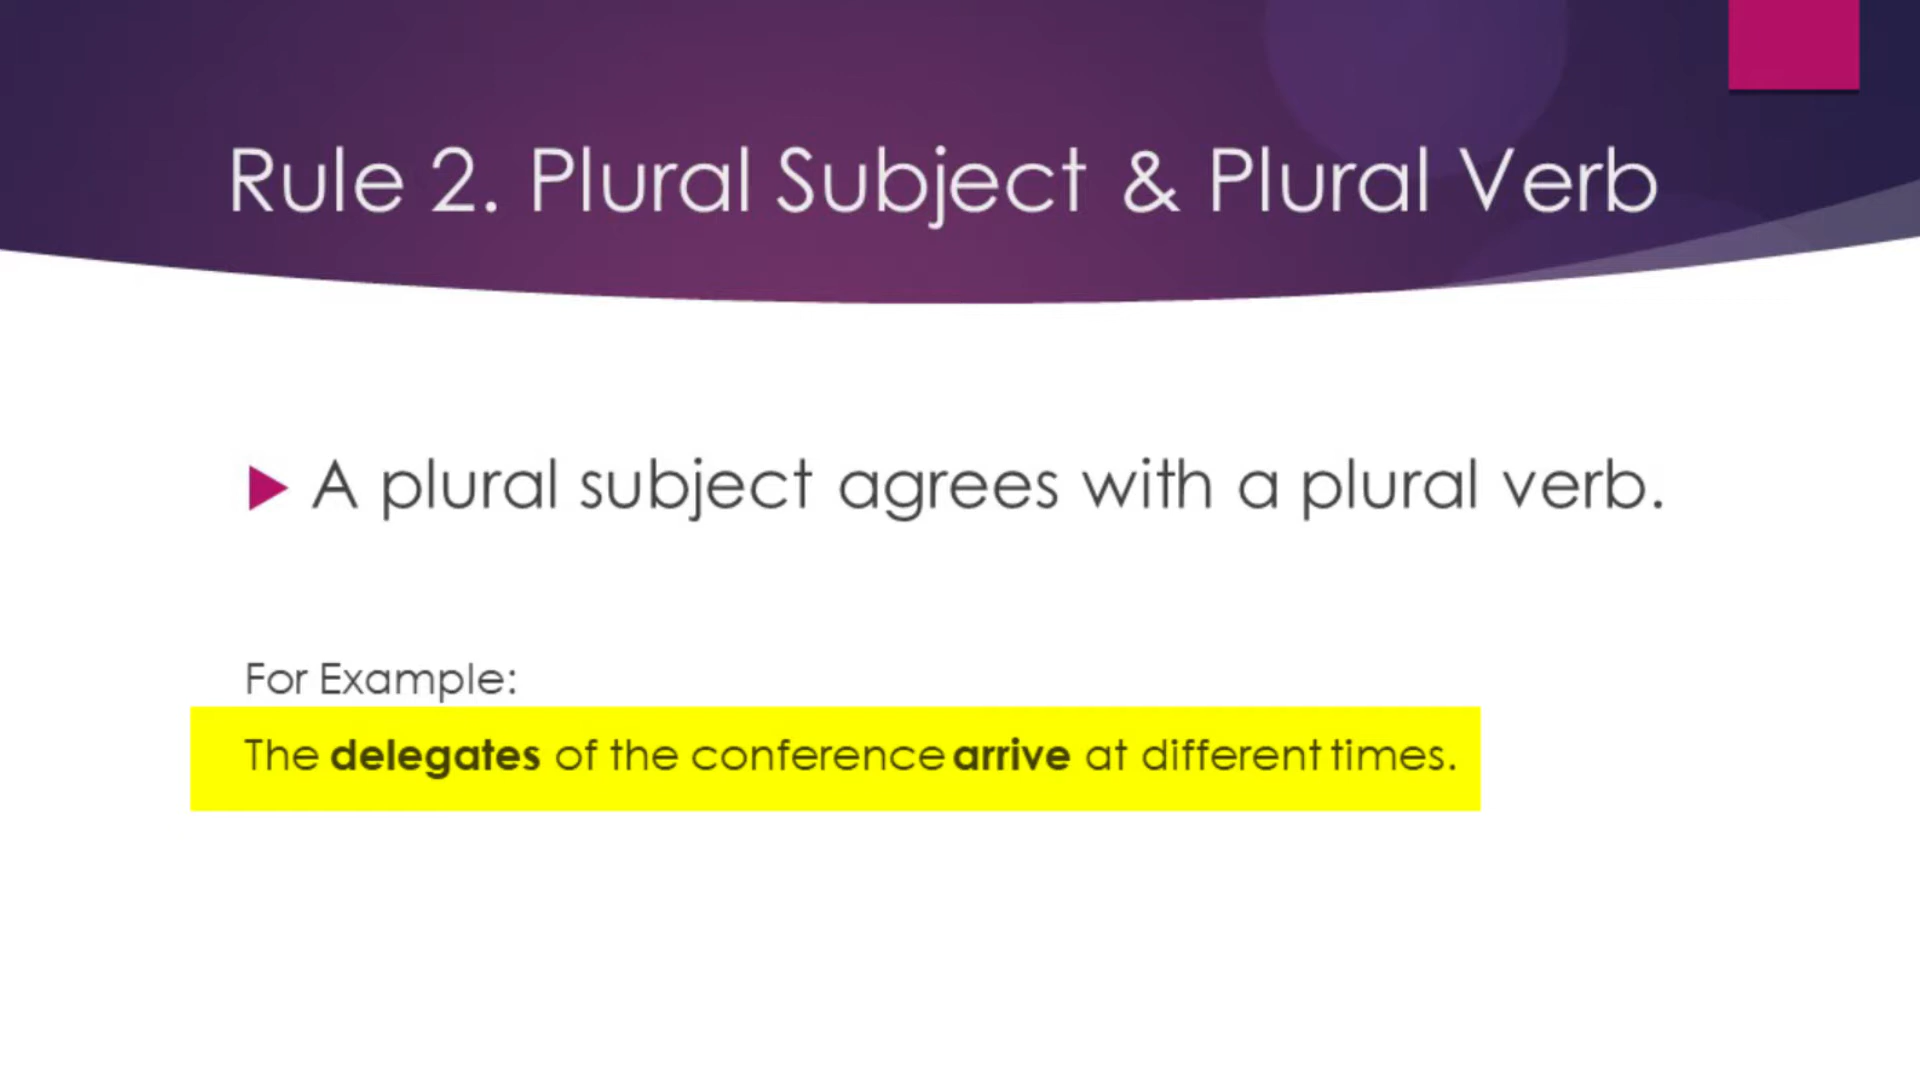 Rule 2. Plural Subject & Plural Verb
A plural subject agrees with a plural verb.
For Example:
The delegates of the conference arrive at different times.